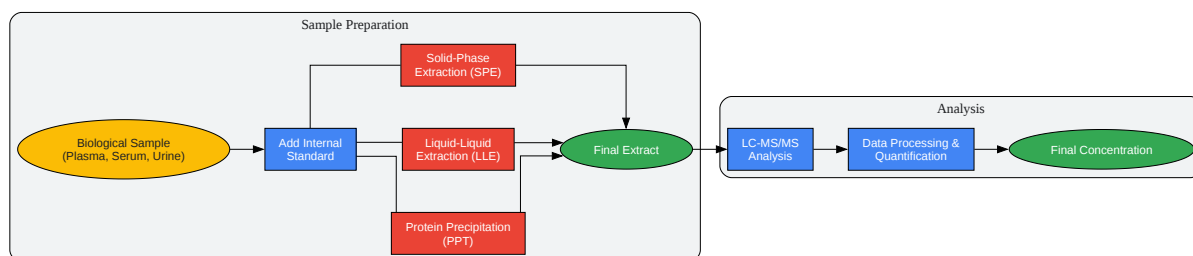 Sample Preparation
Solid-Phase
Extraction (SPE)
Biological Sample
(Plasma, Serum, Urine)
Add Internal
Standard
Liquid-Liquid
Extraction (LLE)
Protein Precipitation
(PPT)
Final Extract
Analysis
LC-MS/MS
Analysis
Data Processing &
Quantification
Final Concentration